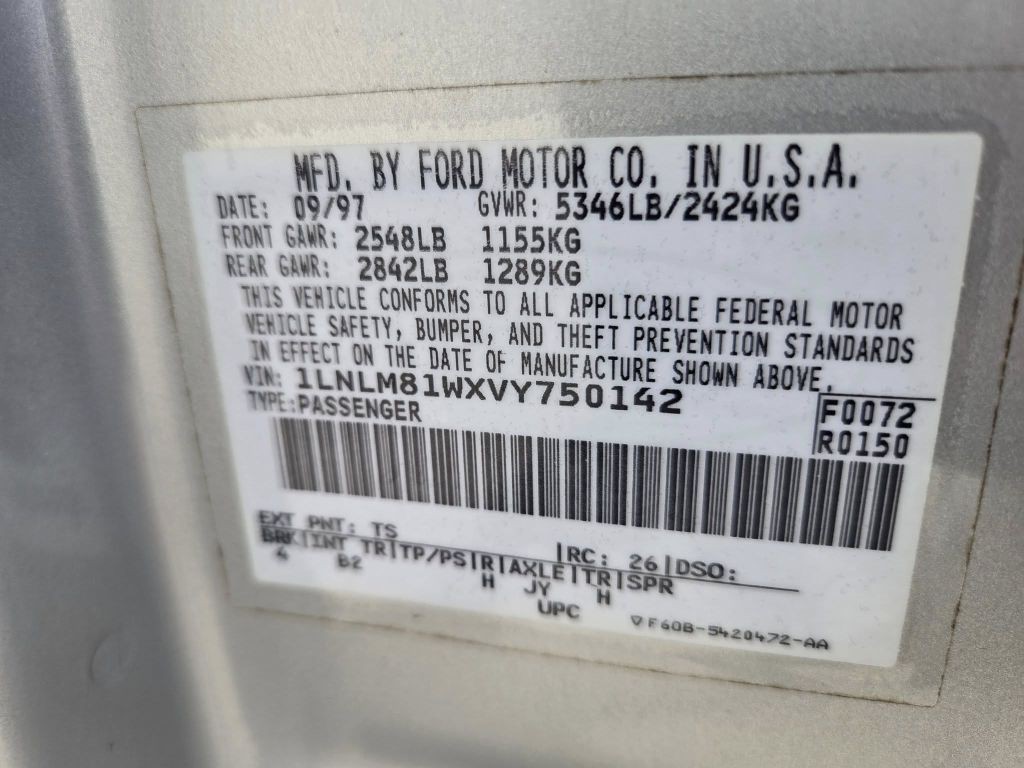 MFD. BY FORD MOTOR CO. IN U.S.A.
DATE: 09/97 GVWR: 5346LB/2424KG
FRONT GAWR: 2548LB 1155KG
REAR GAWR: 2842LB 1289KG
THIS VEHICLE CONFORMS TO ALL APPLICABLE FEDERAL MOTOR
VEHICLE SAFETY, BUMPER, AND THEFT PREVENTION STANDARDS
IN EFFECT ON THE DATE OF MANUFACTURE SHOWN ABOVE.
VIN: 1LNLM81WXVY750142
TYPE: PASSENGER
F0072
R0150
EXT PNT: TS RC: 26 DSO:
BRK INT TR TP/PS R AXLE TR SPR
4 B2 H JY H
UPC
▽F60B-5420472-AA